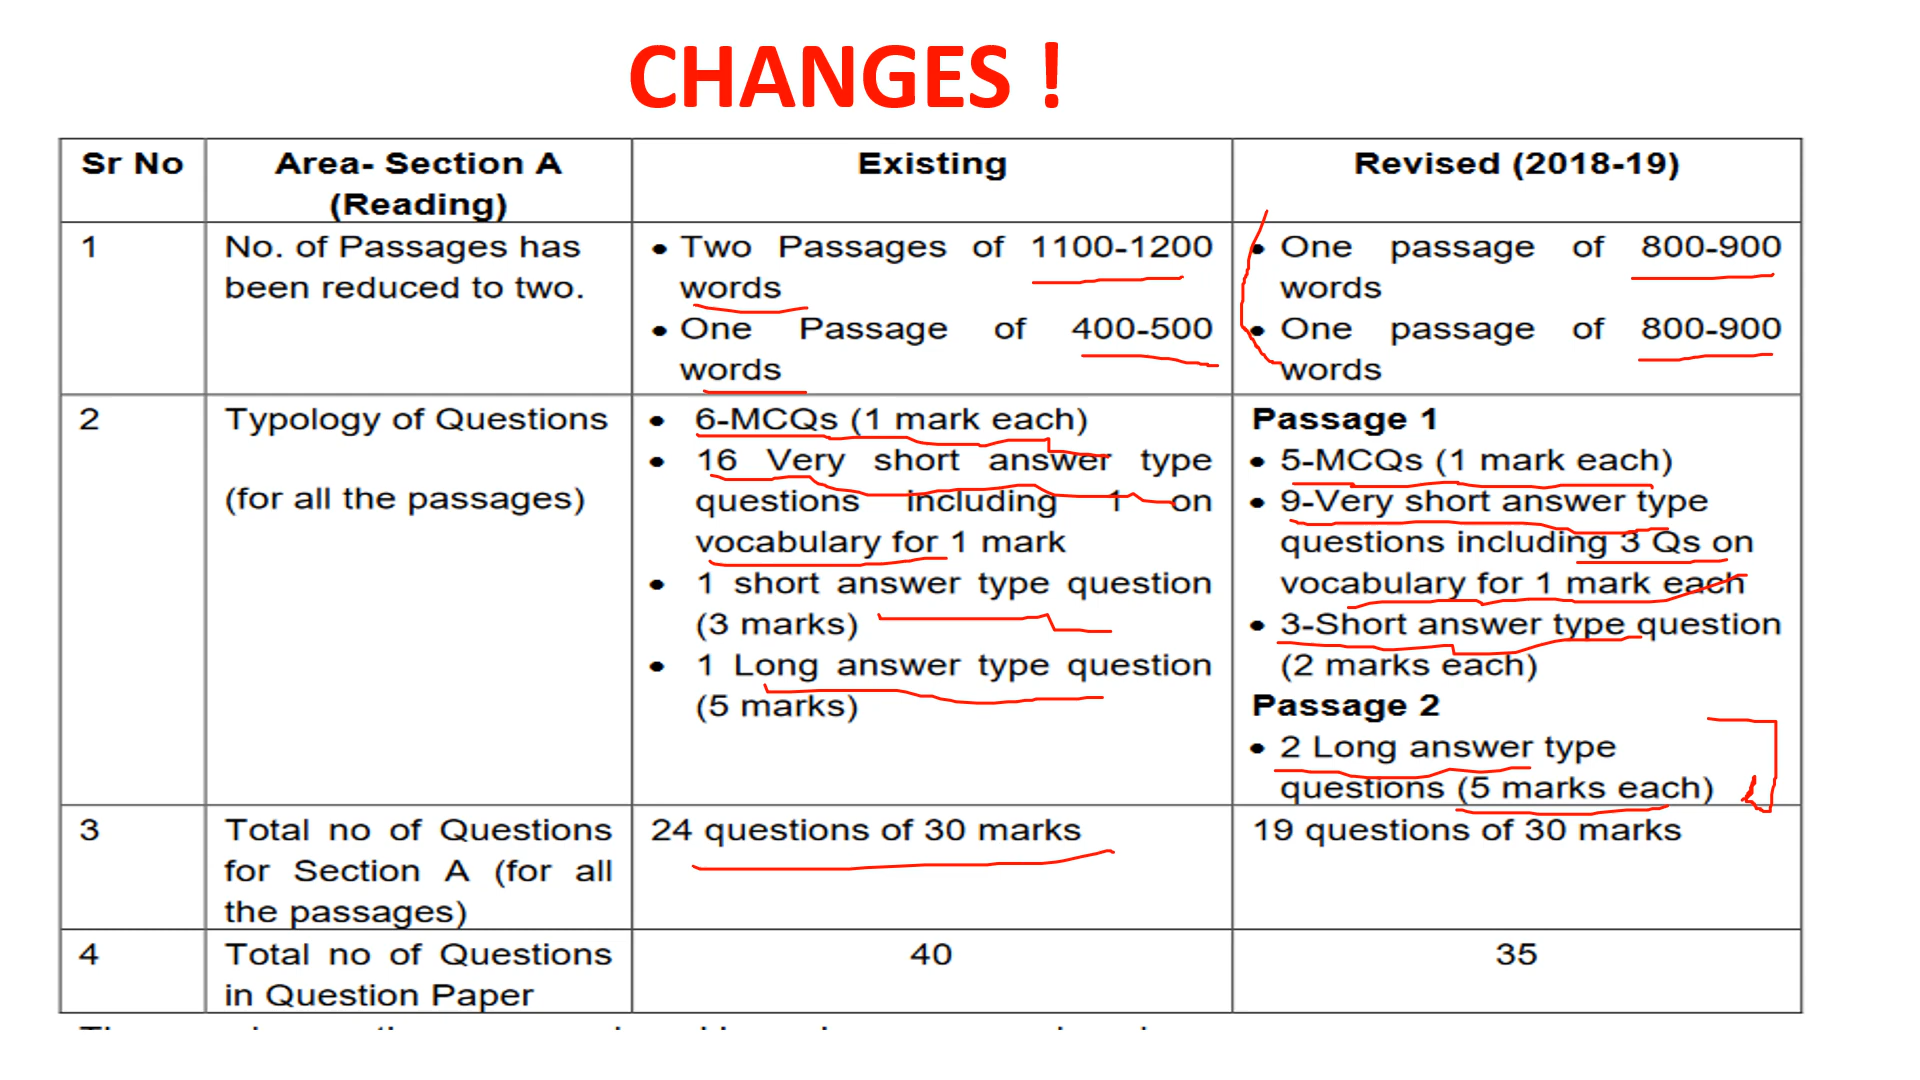 CHANGES !
Sr No
Area- Section A
(Reading)
Existing
Revised (2018-19)
1
No. of Passages has
been reduced to two.
• Two Passages of 1100-1200
words
• One Passage of 400-500
words
• One passage of 800-900
words
• One passage of 800-900
words
2
Typology of Questions
(for all the passages)
• 6-MCQs (1 mark each)
• 16 Very short answer type
questions including 1 on
vocabulary for 1 mark
• 1 short answer type question
(3 marks)
• 1 Long answer type question
(5 marks)
Passage 1
• 5-MCQs (1 mark each)
• 9-Very short answer type
questions including 3 Qs on
vocabulary for 1 mark each
• 3-Short answer type question
(2 marks each)
Passage 2
• 2 Long answer type
questions (5 marks each)
3
Total no of Questions
for Section A (for all
the passages)
24 questions of 30 marks
19 questions of 30 marks
4
Total no of Questions
in Question Paper
40
35